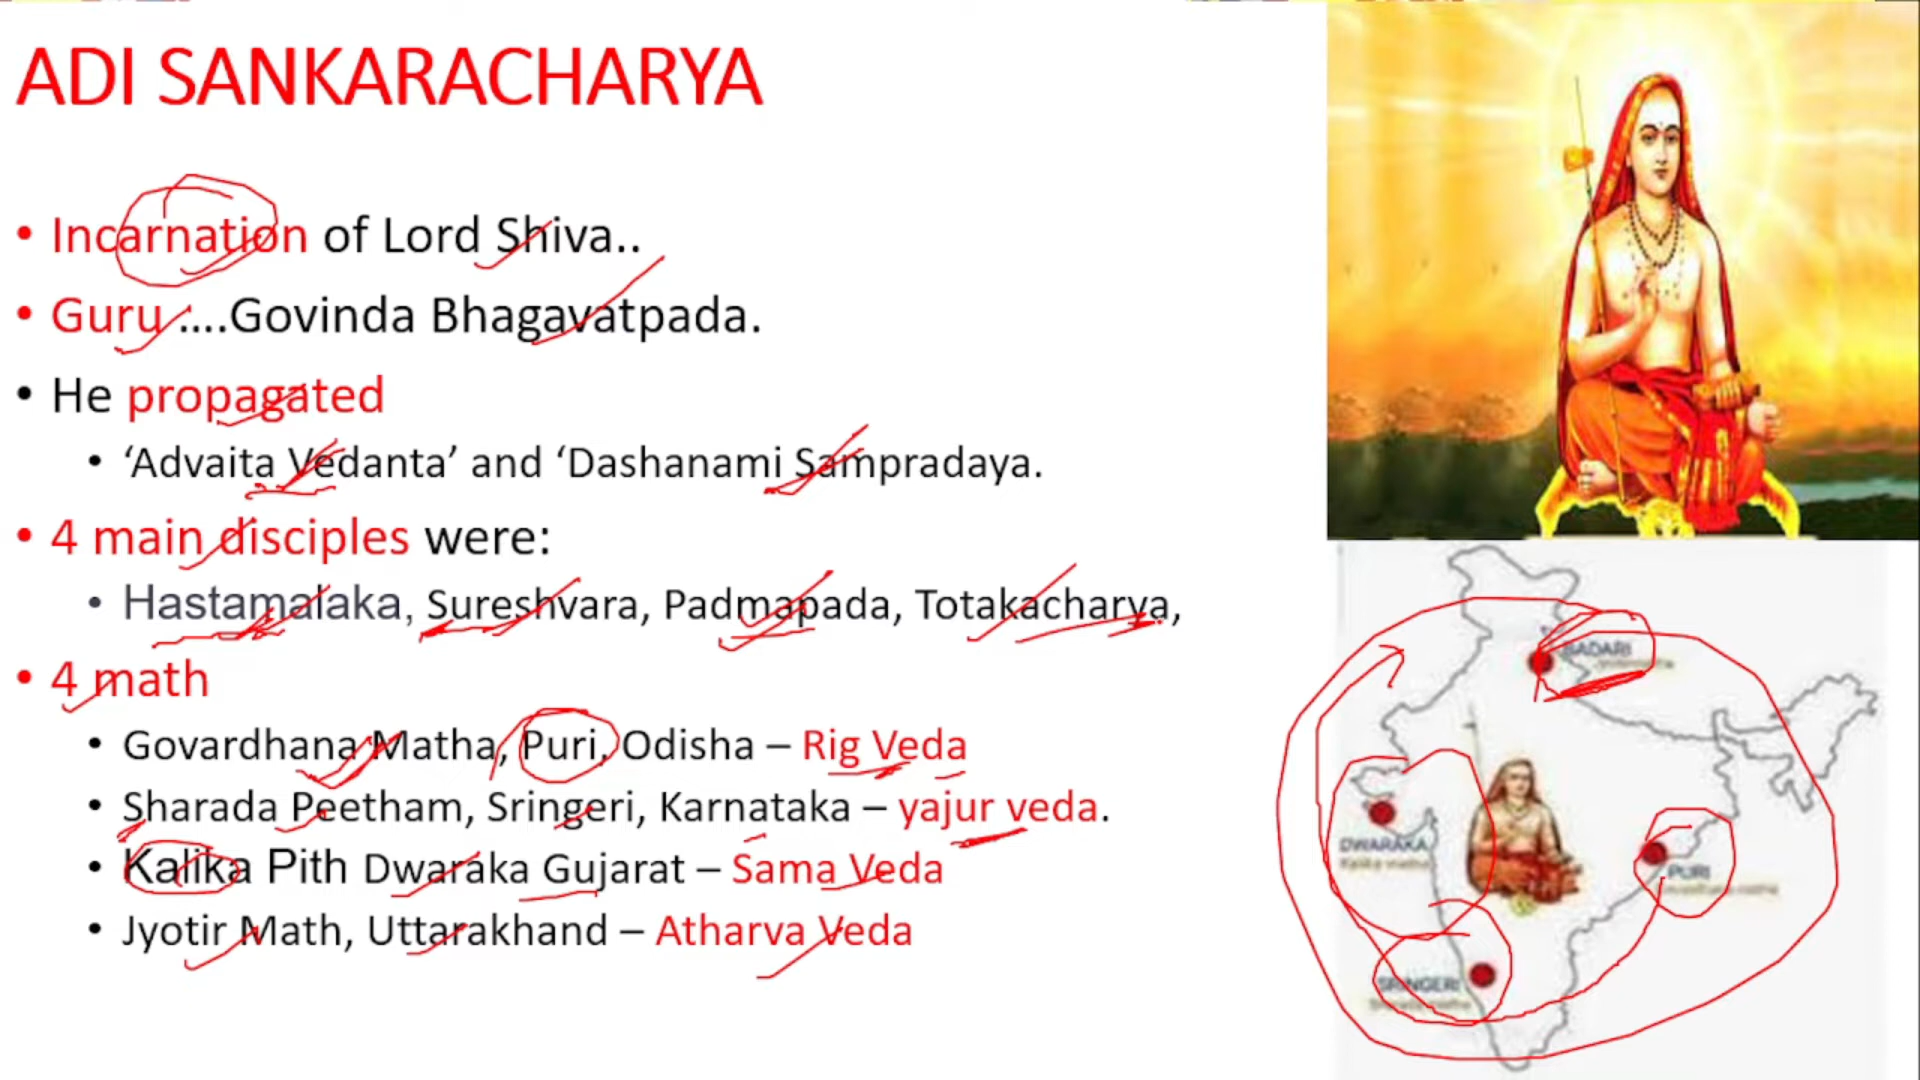 ADI SANKARACHARYA
• Incarnation of Lord Shiva..
• Guru ....Govinda Bhagavatpada.
• He propagated
• ‘Advaita Vedanta’ and ‘Dashanami Sampradaya.
• 4 main disciples were:
• Hastamalaka, Sureshvara, Padmapada, Totakacharya,
• 4 math
• Govardhana Matha, Puri, Odisha – Rig Veda
• Sharada Peetham, Sringeri, Karnataka – yajur veda.
• Kalika Pith Dwaraka Gujarat – Sama Veda
• Jyotir Math, Uttarakhand – Atharva Veda
BADARI
DWARAKA
Kalika matha
PURI
SRINGERI